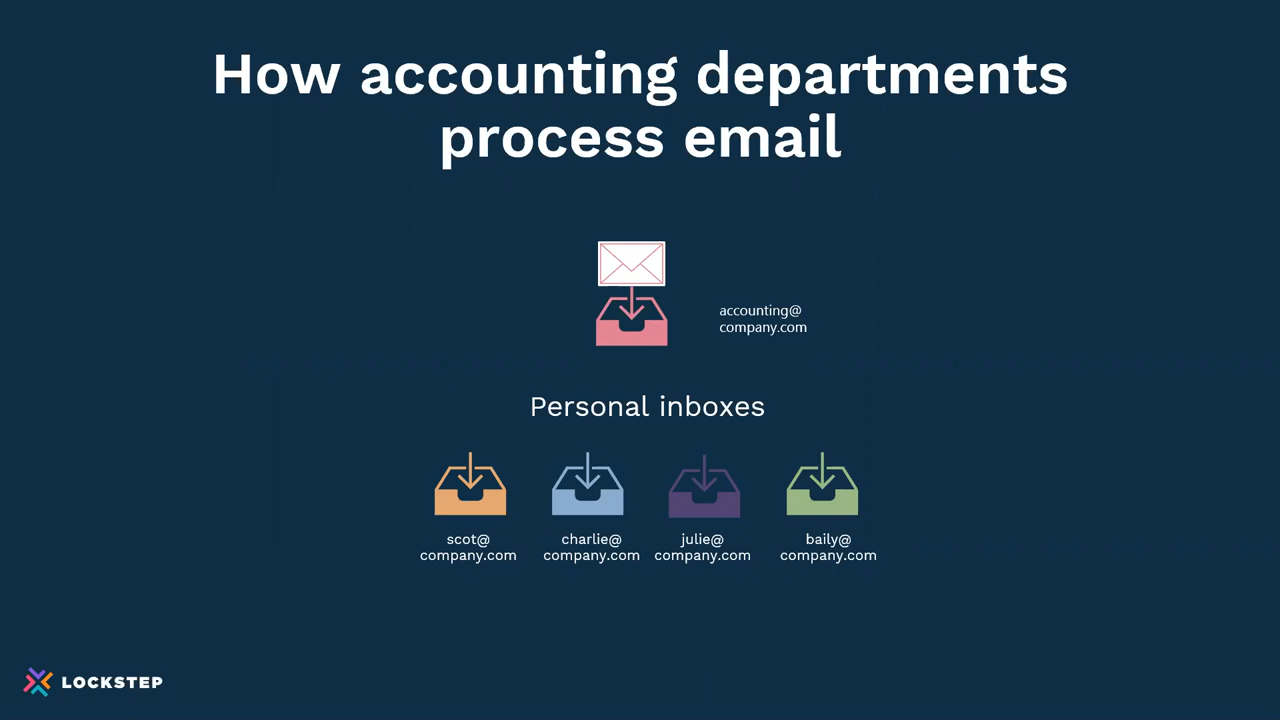 How accounting departments
process email
accounting@
company.com
Personal inboxes
scot@
company.com
charlie@
company.com
julie@
company.com
baily@
company.com
LOCKSTEP